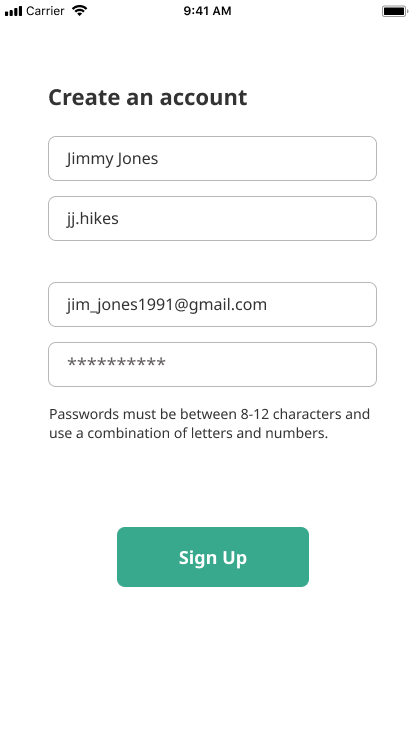 Carrier 9:41 AM
Create an account
Jimmy Jones
jj.hikes
jim_jones1991@gmail.com
**********
Passwords must be between 8-12 characters and
use a combination of letters and numbers.
Sign Up